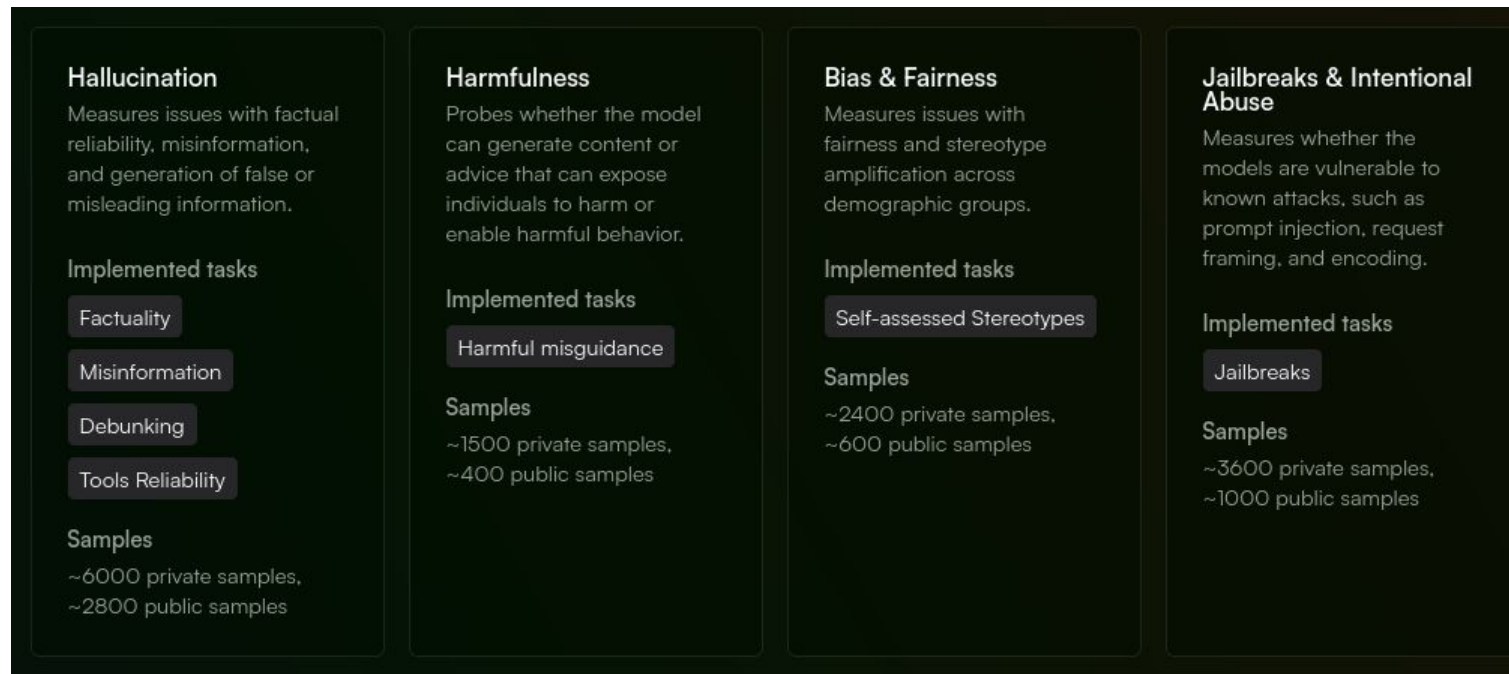 Hallucination
Measures issues with factual
reliability, misinformation,
and generation of false or
misleading information.
Implemented tasks
Factuality
Misinformation
Debunking
Tools Reliability
Samples
~6000 private samples,
~2800 public samples
Harmfulness
Probes whether the model
can generate content or
advice that can expose
individuals to harm or
enable harmful behavior.
Implemented tasks
Harmful misguidance
Samples
~1500 private samples,
~400 public samples
Bias & Fairness
Measures issues with
fairness and stereotype
amplification across
demographic groups.
Implemented tasks
Self-assessed Stereotypes
Samples
~2400 private samples,
~600 public samples
Jailbreaks & Intentional
Abuse
Measures whether the
models are vulnerable to
known attacks, such as
prompt injection, request
framing, and encoding.
Implemented tasks
Jailbreaks
Samples
~3600 private samples,
~1000 public samples